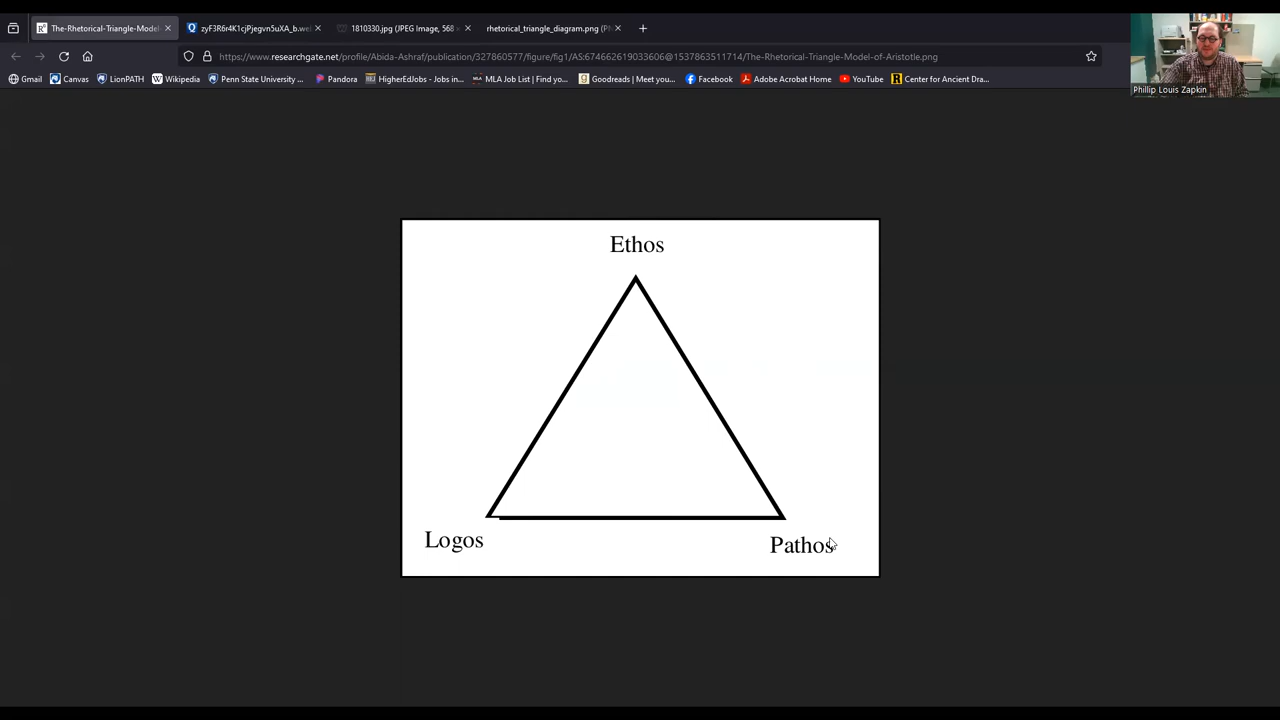 The-Rhetorical-Triangle-Model
zyF3R6r4K1cjPjegvn5uXA_b.we
1810330.jpg (JPEG Image, 568
rhetorical_triangle_diagram.png (P
https://www.researchgate.net/profile/Abida-Ashraf/publication/327860577/figure/fig1/AS:674662619033606@1537863511714/The-Rhetorical-Triangle-Model-of-Aristotle.png
Gmail Canvas LionPATH Wikipedia Penn State University ... Pandora HigherEdJobs - Jobs in... MLA Job List | Find yo... Goodreads | Meet your... Facebook Adobe Acrobat Home YouTube Center for Ancient Dra...
Phillip Louis Zapkin
Ethos
Logos
Pathos